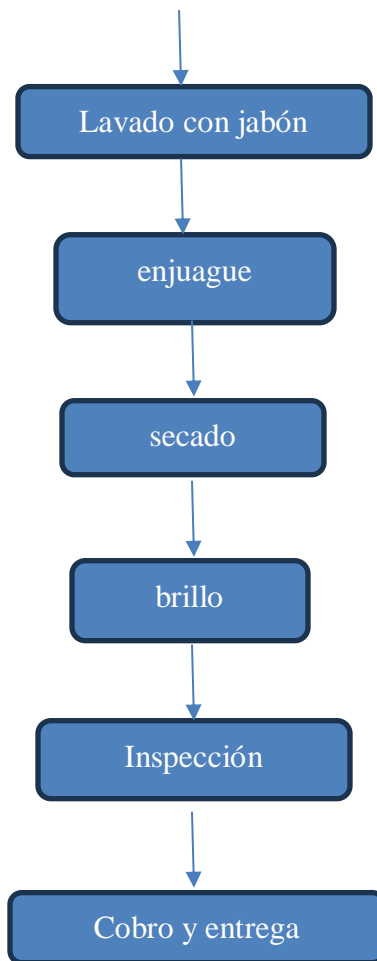 Lavado con jabón
enjuague
secado
brillo
Inspección
Cobro y entrega